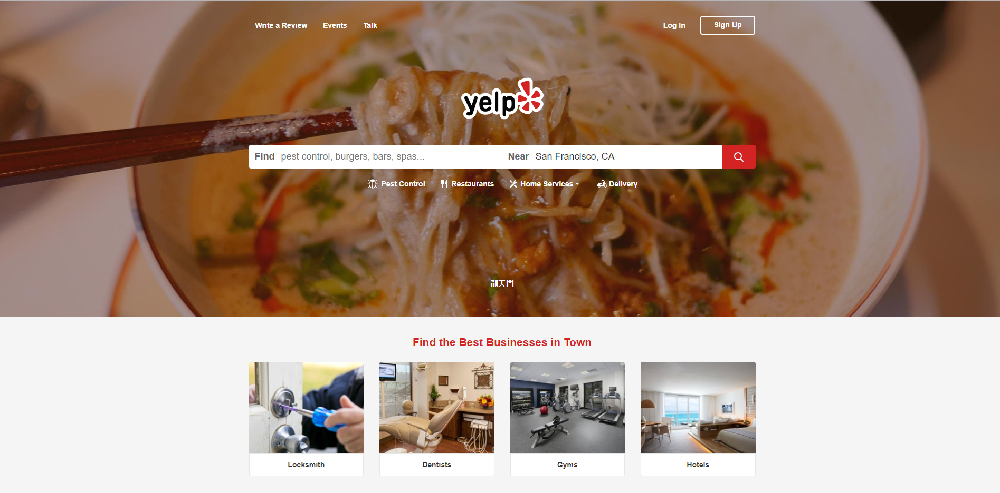 Write a Review Events Talk Log In Sign Up
yelp
Find pest control, burgers, bars, spas... Near San Francisco, CA
Pest Control Restaurants Home Services Delivery
龍天門
Find the Best Businesses in Town
Locksmith Dentists Gyms Hotels